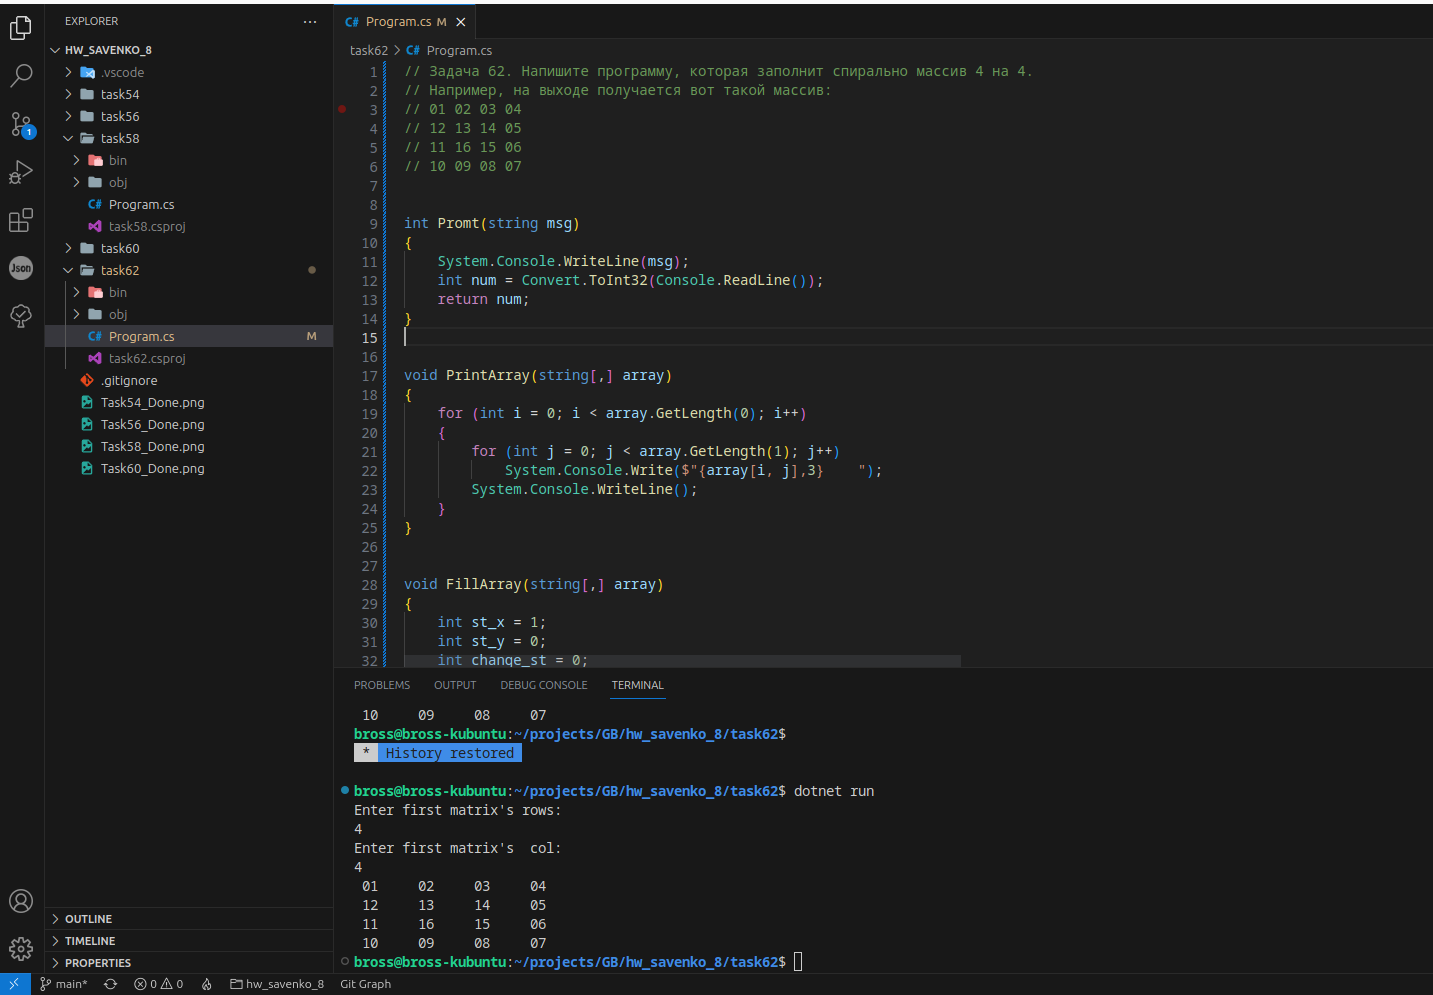 EXPLORER
HW_SAVENKO_8
.vscode
task54
task56
task58
bin
obj
C# Program.cs
task58.csproj
task60
task62
bin
obj
C# Program.cs M
task62.csproj
.gitignore
Task54_Done.png
Task56_Done.png
Task58_Done.png
Task60_Done.png
OUTLINE
TIMELINE
PROPERTIES
1
Json
C# Program.cs M
task62 > C# Program.cs
1 // Задача 62. Напишите программу, которая заполнит спирально массив 4 на 4.
2 // Например, на выходе получается вот такой массив:
3 // 01 02 03 04
4 // 12 13 14 05
5 // 11 16 15 06
6 // 10 09 08 07
7
8
9 int Promt(string msg)
10 {
11 System.Console.WriteLine(msg);
12 int num = Convert.ToInt32(Console.ReadLine());
13 return num;
14 }
15
16
17 void PrintArray(string[,] array)
18 {
19 for (int i = 0; i < array.GetLength(0); i++)
20 {
21 for (int j = 0; j < array.GetLength(1); j++)
22 System.Console.Write($"{array[i, j],3}    ");
23 System.Console.WriteLine();
24 }
25 }
26
27
28 void FillArray(string[,] array)
29 {
30 int st_x = 1;
31 int st_y = 0;
32 int change_st = 0;
PROBLEMS OUTPUT DEBUG CONSOLE TERMINAL
10 09 08 07
bross@bross-kubuntu:~/projects/GB/hw_savenko_8/task62$
* History restored
bross@bross-kubuntu:~/projects/GB/hw_savenko_8/task62$ dotnet run
Enter first matrix's rows:
4
Enter first matrix's  col:
4
01 02 03 04
12 13 14 05
11 16 15 06
10 09 08 07
bross@bross-kubuntu:~/projects/GB/hw_savenko_8/task62$
main* 0 0 hw_savenko_8 Git Graph